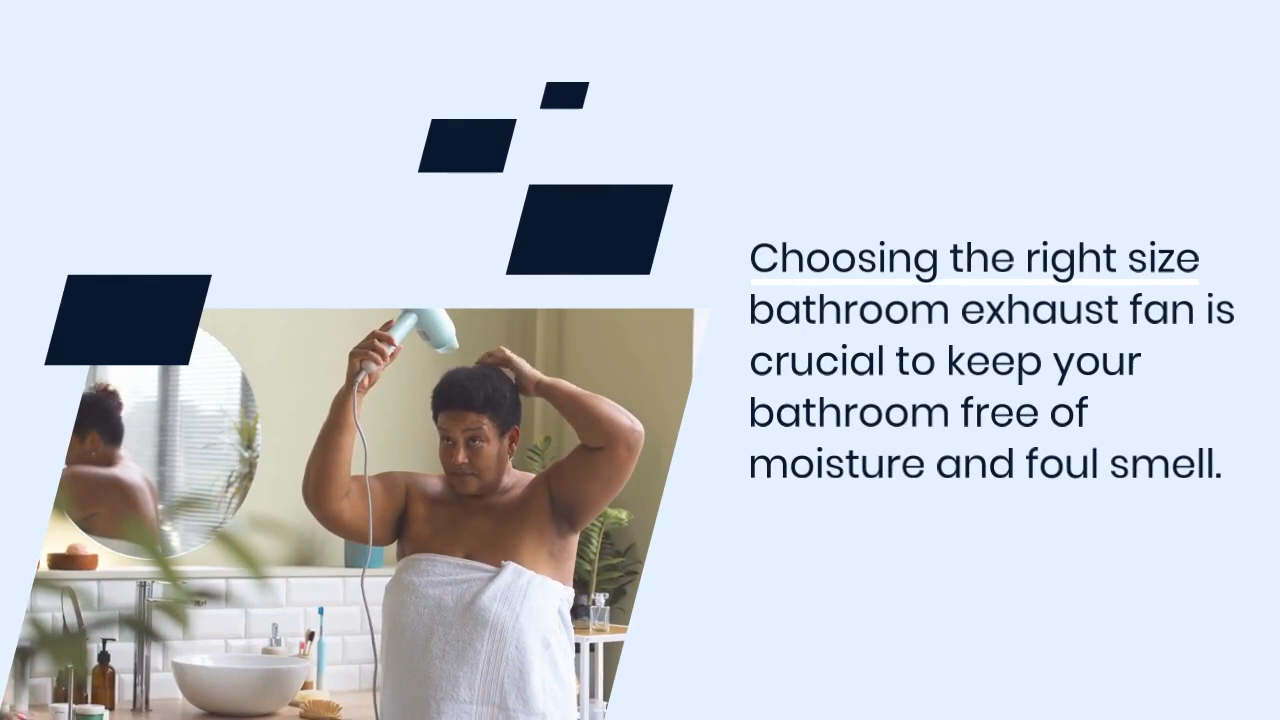 Choosing the right size
bathroom exhaust fan is
crucial to keep your
bathroom free of
moisture and foul smell.